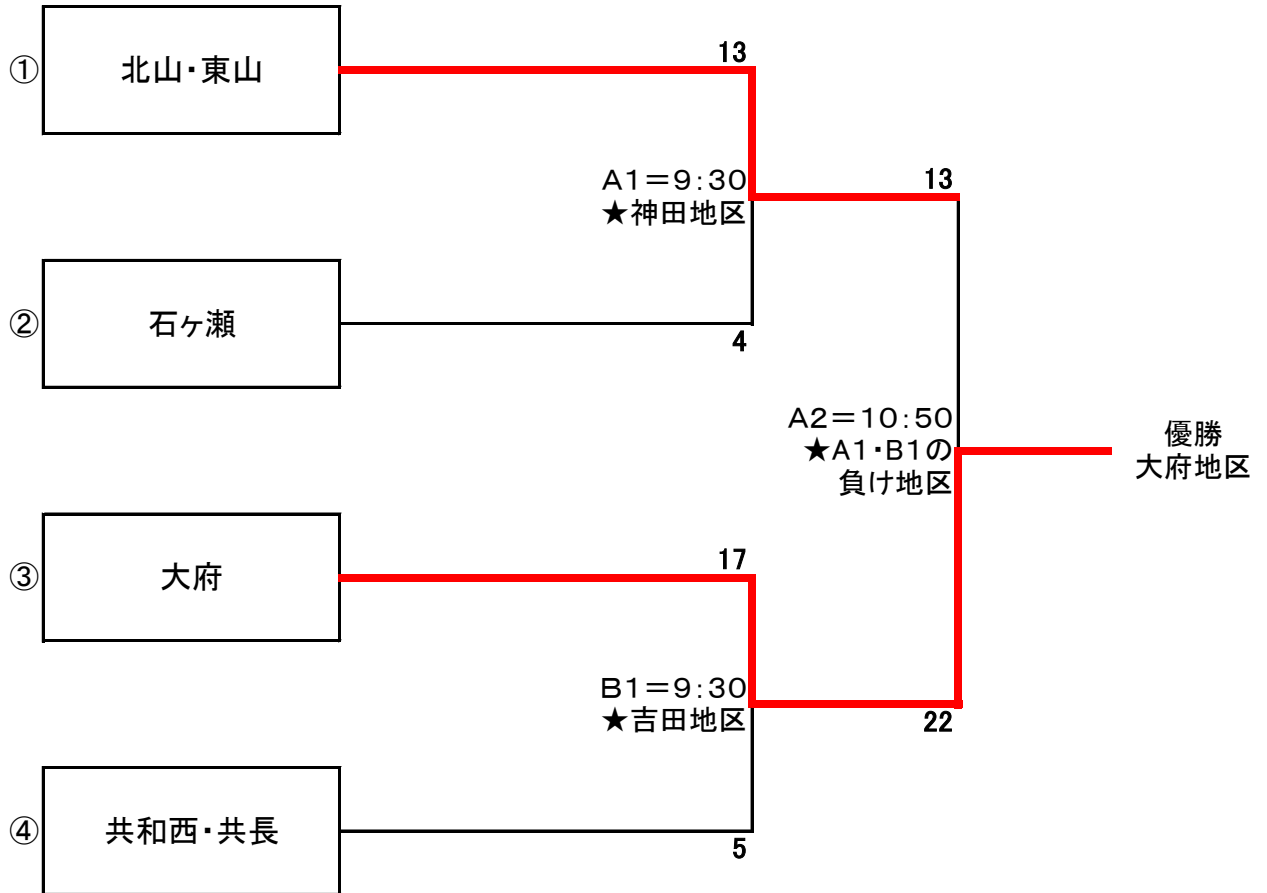 ① 北山・東山
13
A1=9:30
★神田地区
13
② 石ヶ瀬
4
A2=10:50
★A1・B1の
負け地区
優勝
大府地区
③ 大府
17
B1=9:30
★吉田地区
22
④ 共和西・共長
5